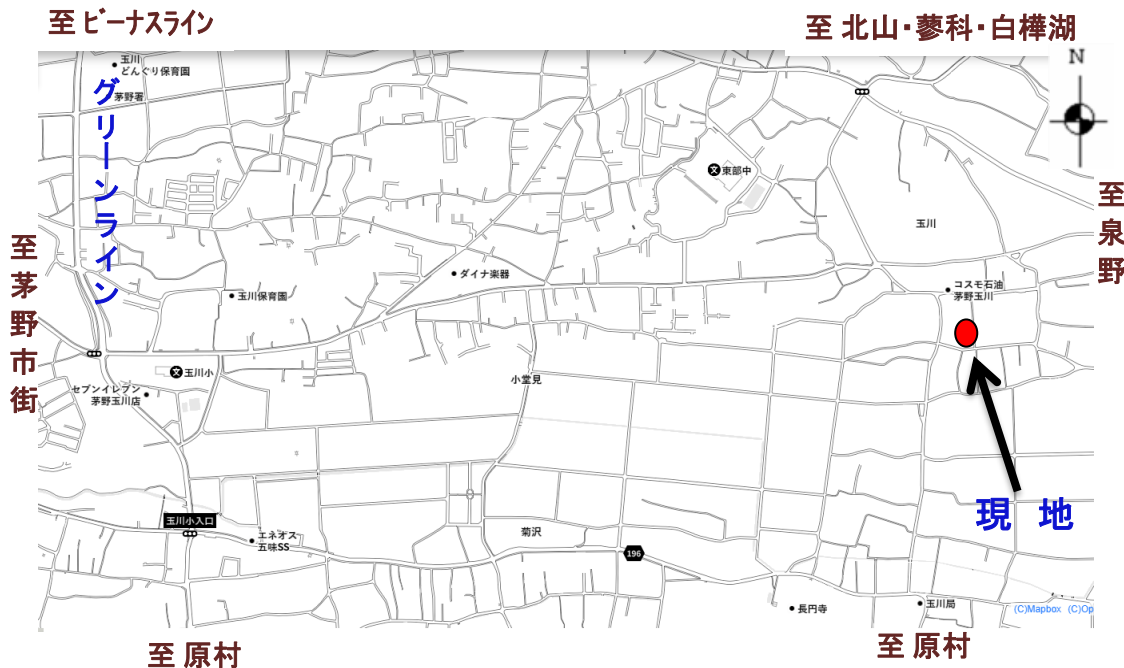 至 ビーナスライン
至 北山・蓼科・白樺湖
N
玉川
どんぐり保育園
茅野署
グリーンライン
文 東部中
至泉野
玉川
至茅野市街
ダイナ楽器
コスモ石油
茅野玉川
玉川保育園
文 玉川小
小堂見
セブンイレブン
茅野玉川店
現 地
玉川小入口
エネオス
五味SS
菊沢
196
長円寺
玉川局
(C)Mapbox (C)Op
至 原村
至 原村